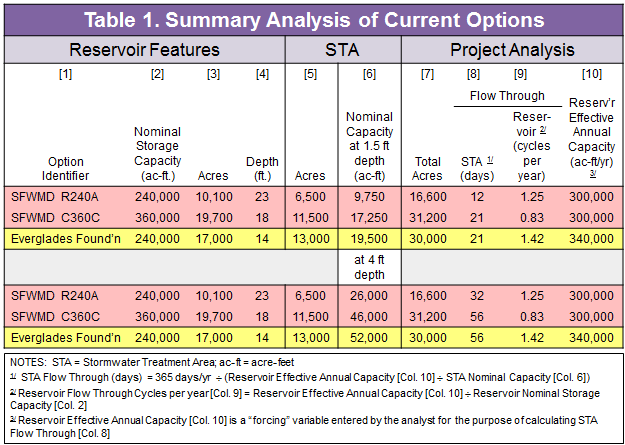 Table 1. Summary Analysis of Current Options
Reservoir Features STA Project Analysis
[1] [2] [3] [4] [5] [6] [7] [8] [9] [10]
Flow Through
Option Identifier
Nominal Storage Capacity (ac-ft.)
Acres
Depth (ft.)
Acres
Nominal Capacity at 1.5 ft depth (ac-ft)
Total Acres
STA 1/ (days)
Reser- voir 2/ (cycles per year)
Reserv'r Effective Annual Capacity (ac-ft/yr) 3/
SFWMD R240A 240,000 10,100 23 6,500 9,750 16,600 12 1.25 300,000
SFWMD C360C 360,000 19,700 18 11,500 17,250 31,200 21 0.83 300,000
Everglades Found'n 240,000 17,000 14 13,000 19,500 30,000 21 1.42 340,000
at 4 ft depth
SFWMD R240A 240,000 10,100 23 6,500 26,000 16,600 32 1.25 300,000
SFWMD C360C 360,000 19,700 18 11,500 46,000 31,200 56 0.83 300,000
Everglades Found'n 240,000 17,000 14 13,000 52,000 30,000 56 1.42 340,000
NOTES: STA = Stormwater Treatment Area; ac-ft = acre-feet
1/ STA Flow Through (days) = 365 days/yr ÷ (Reservoir Effective Annual Capacity [Col. 10] ÷ STA Nominal Capacity [Col. 6])
2/ Reservoir Flow Through Cycles per year [Col. 9] = Reservoir Effective Annual Capacity [Col. 10] ÷ Reservoir Nominal Storage
Capacity [Col. 2]
3/ Reservoir Effective Annual Capacity [Col. 10] is a “forcing” variable entered by the analyst for the purpose of calculating STA
Flow Through [Col. 8]